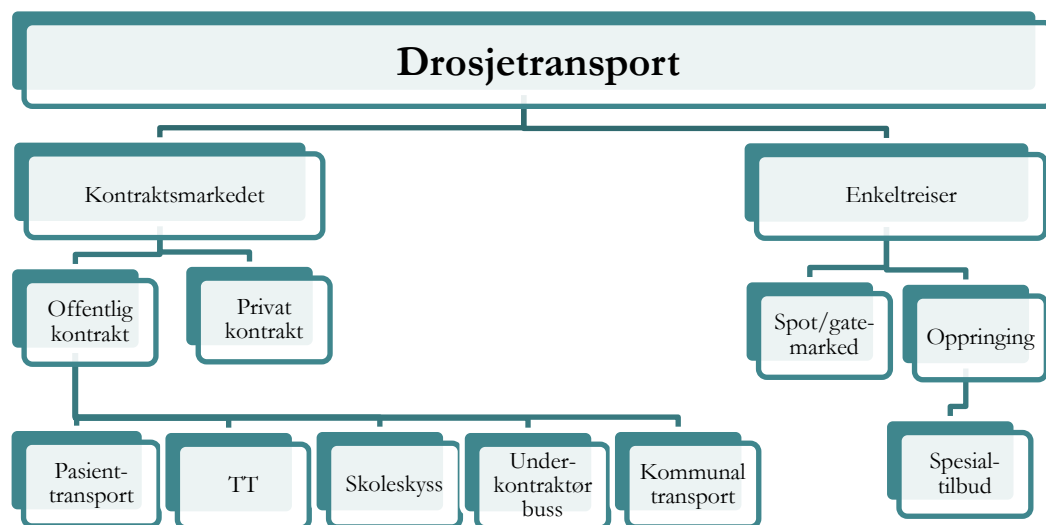 Drosjetransport
Kontraktsmarkedet
Enkeltreiser
Offentlig
kontrakt
Privat
kontrakt
Spot/gate-
marked
Oppringing
Pasient-
transport
TT
Skoleskyss
Under-
kontraktør
buss
Kommunal
transport
Spesial-
tilbud